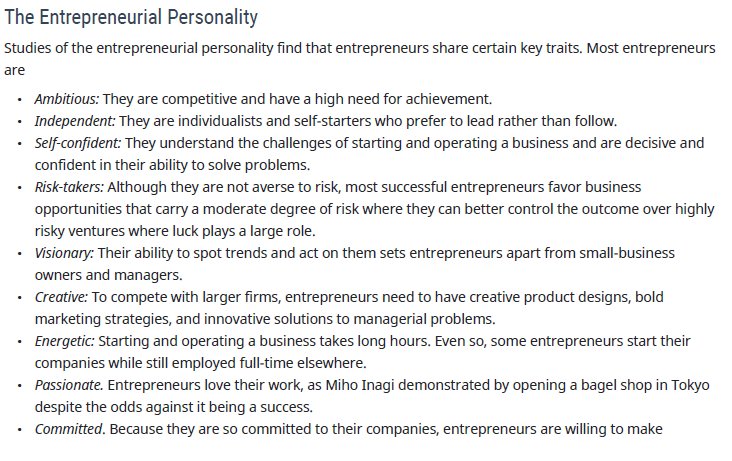 The Entrepreneurial Personality
Studies of the entrepreneurial personality find that entrepreneurs share certain key traits. Most entrepreneurs
are
• Ambitious: They are competitive and have a high need for achievement.
• Independent: They are individualists and self-starters who prefer to lead rather than follow.
• Self-confident: They understand the challenges of starting and operating a business and are decisive and
confident in their ability to solve problems.
• Risk-takers: Although they are not averse to risk, most successful entrepreneurs favor business
opportunities that carry a moderate degree of risk where they can better control the outcome over highly
risky ventures where luck plays a large role.
• Visionary: Their ability to spot trends and act on them sets entrepreneurs apart from small-business
owners and managers.
• Creative: To compete with larger firms, entrepreneurs need to have creative product designs, bold
marketing strategies, and innovative solutions to managerial problems.
• Energetic: Starting and operating a business takes long hours. Even so, some entrepreneurs start their
companies while still employed full-time elsewhere.
• Passionate. Entrepreneurs love their work, as Miho Inagi demonstrated by opening a bagel shop in Tokyo
despite the odds against it being a success.
• Committed. Because they are so committed to their companies, entrepreneurs are willing to make